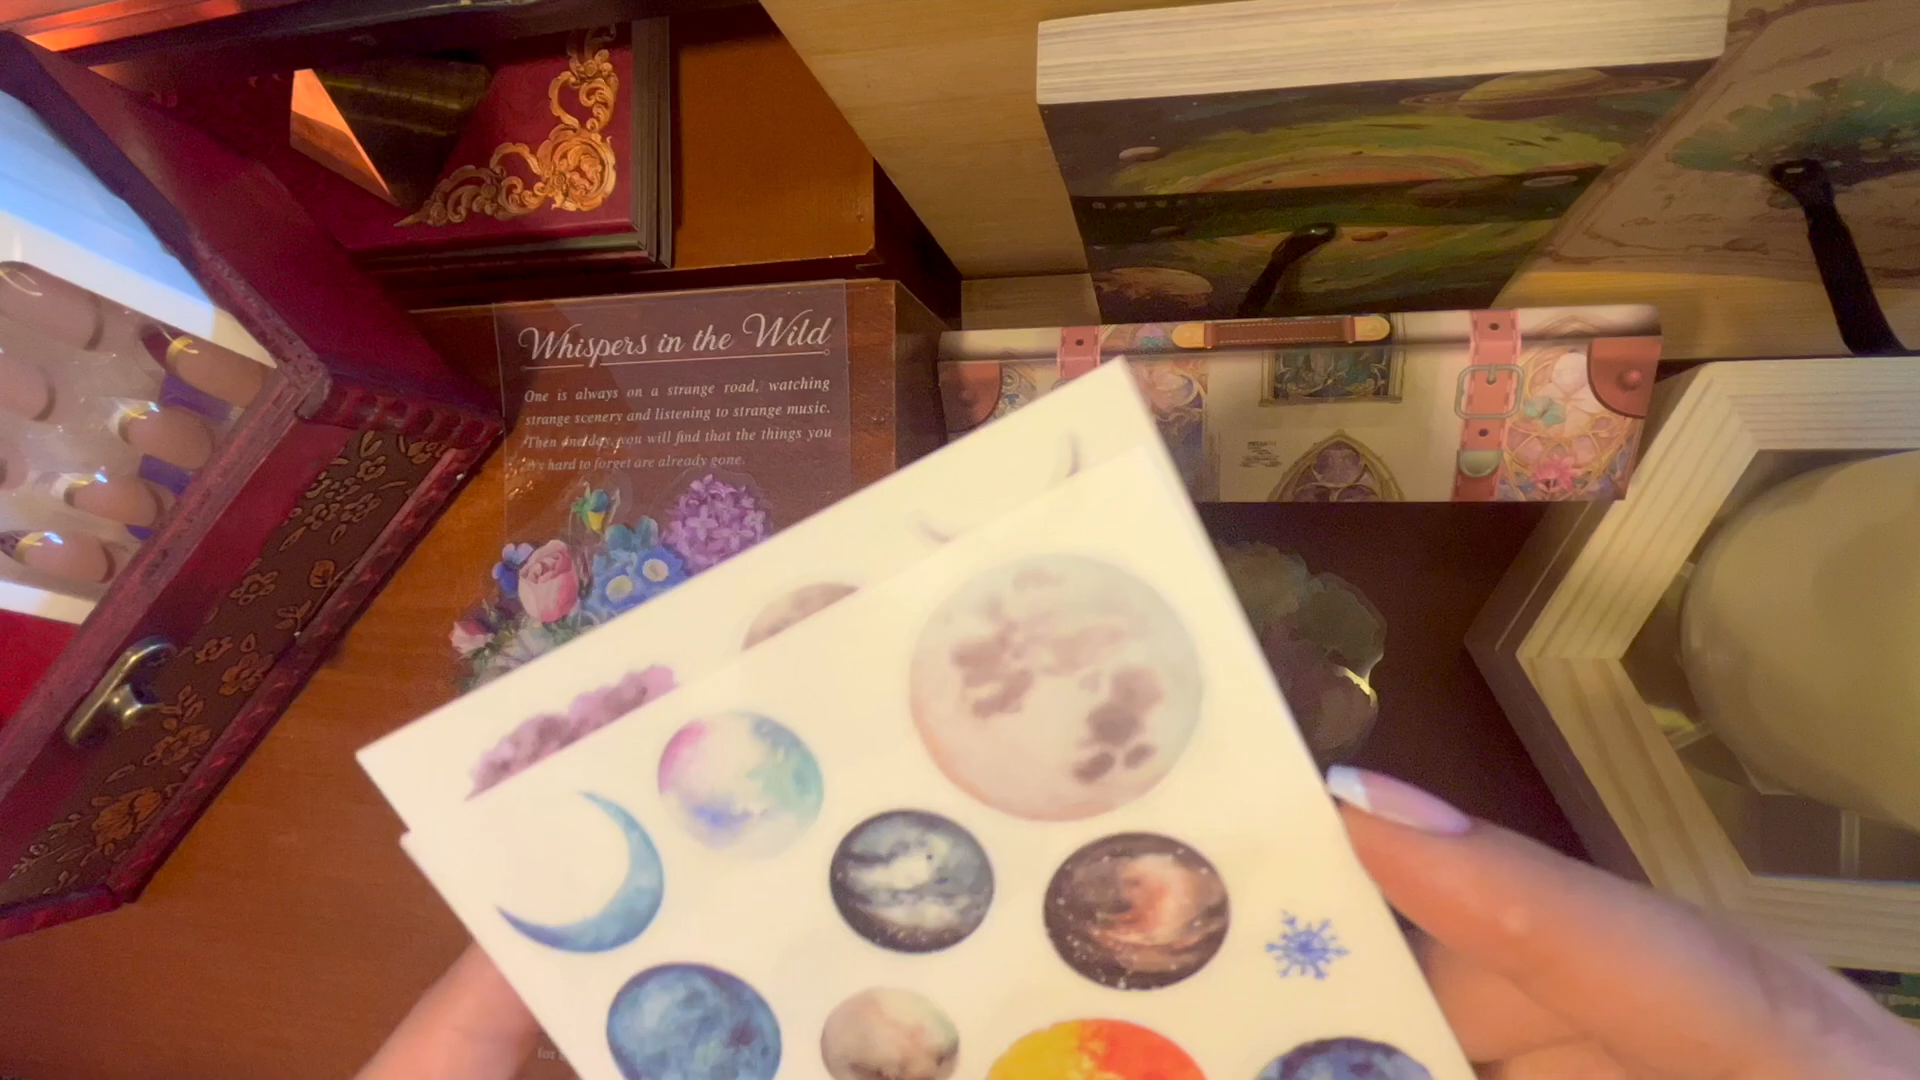 Whispers in the Wild
One is always on a strange road, watching
strange scenery and listening to strange music.
Then one day, you will find that the things you
hard to forget are already gone.
for